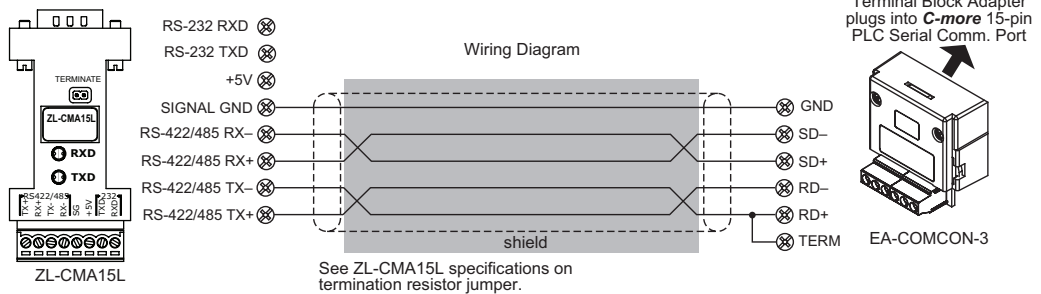 Terminal Block Adapter
plugs into C-more 15-pin
PLC Serial Comm. Port
Wiring Diagram
RS-232 RXD
RS-232 TXD
+5V
SIGNAL GND
RS-422/485 RX–
RS-422/485 RX+
RS-422/485 TX–
RS-422/485 TX+
GND
SD–
SD+
RD–
RD+
TERM
shield
See ZL-CMA15L specifications on
termination resistor jumper.
TERMINATE
ZL-CMA15L
RXD
TXD
RS422/485
232
TX+
RX+
TX-
RX-
SG
+5V
TXD
RXD
ZL-CMA15L
EA-COMCON-3